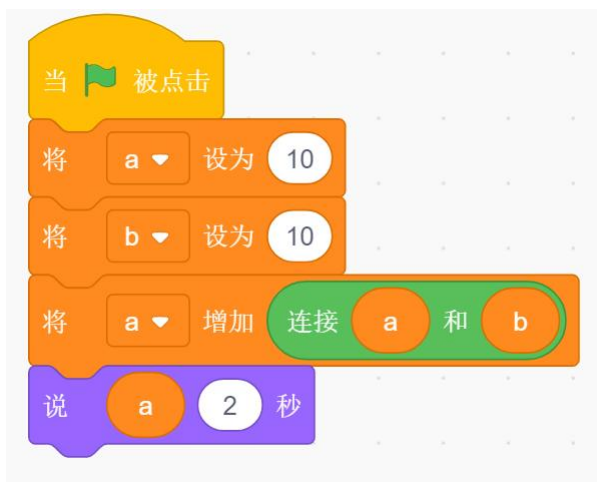 当 被点击
将 a 设为 10
将 b 设为 10
将 a 增加 连接 a 和 b
说 a 2 秒